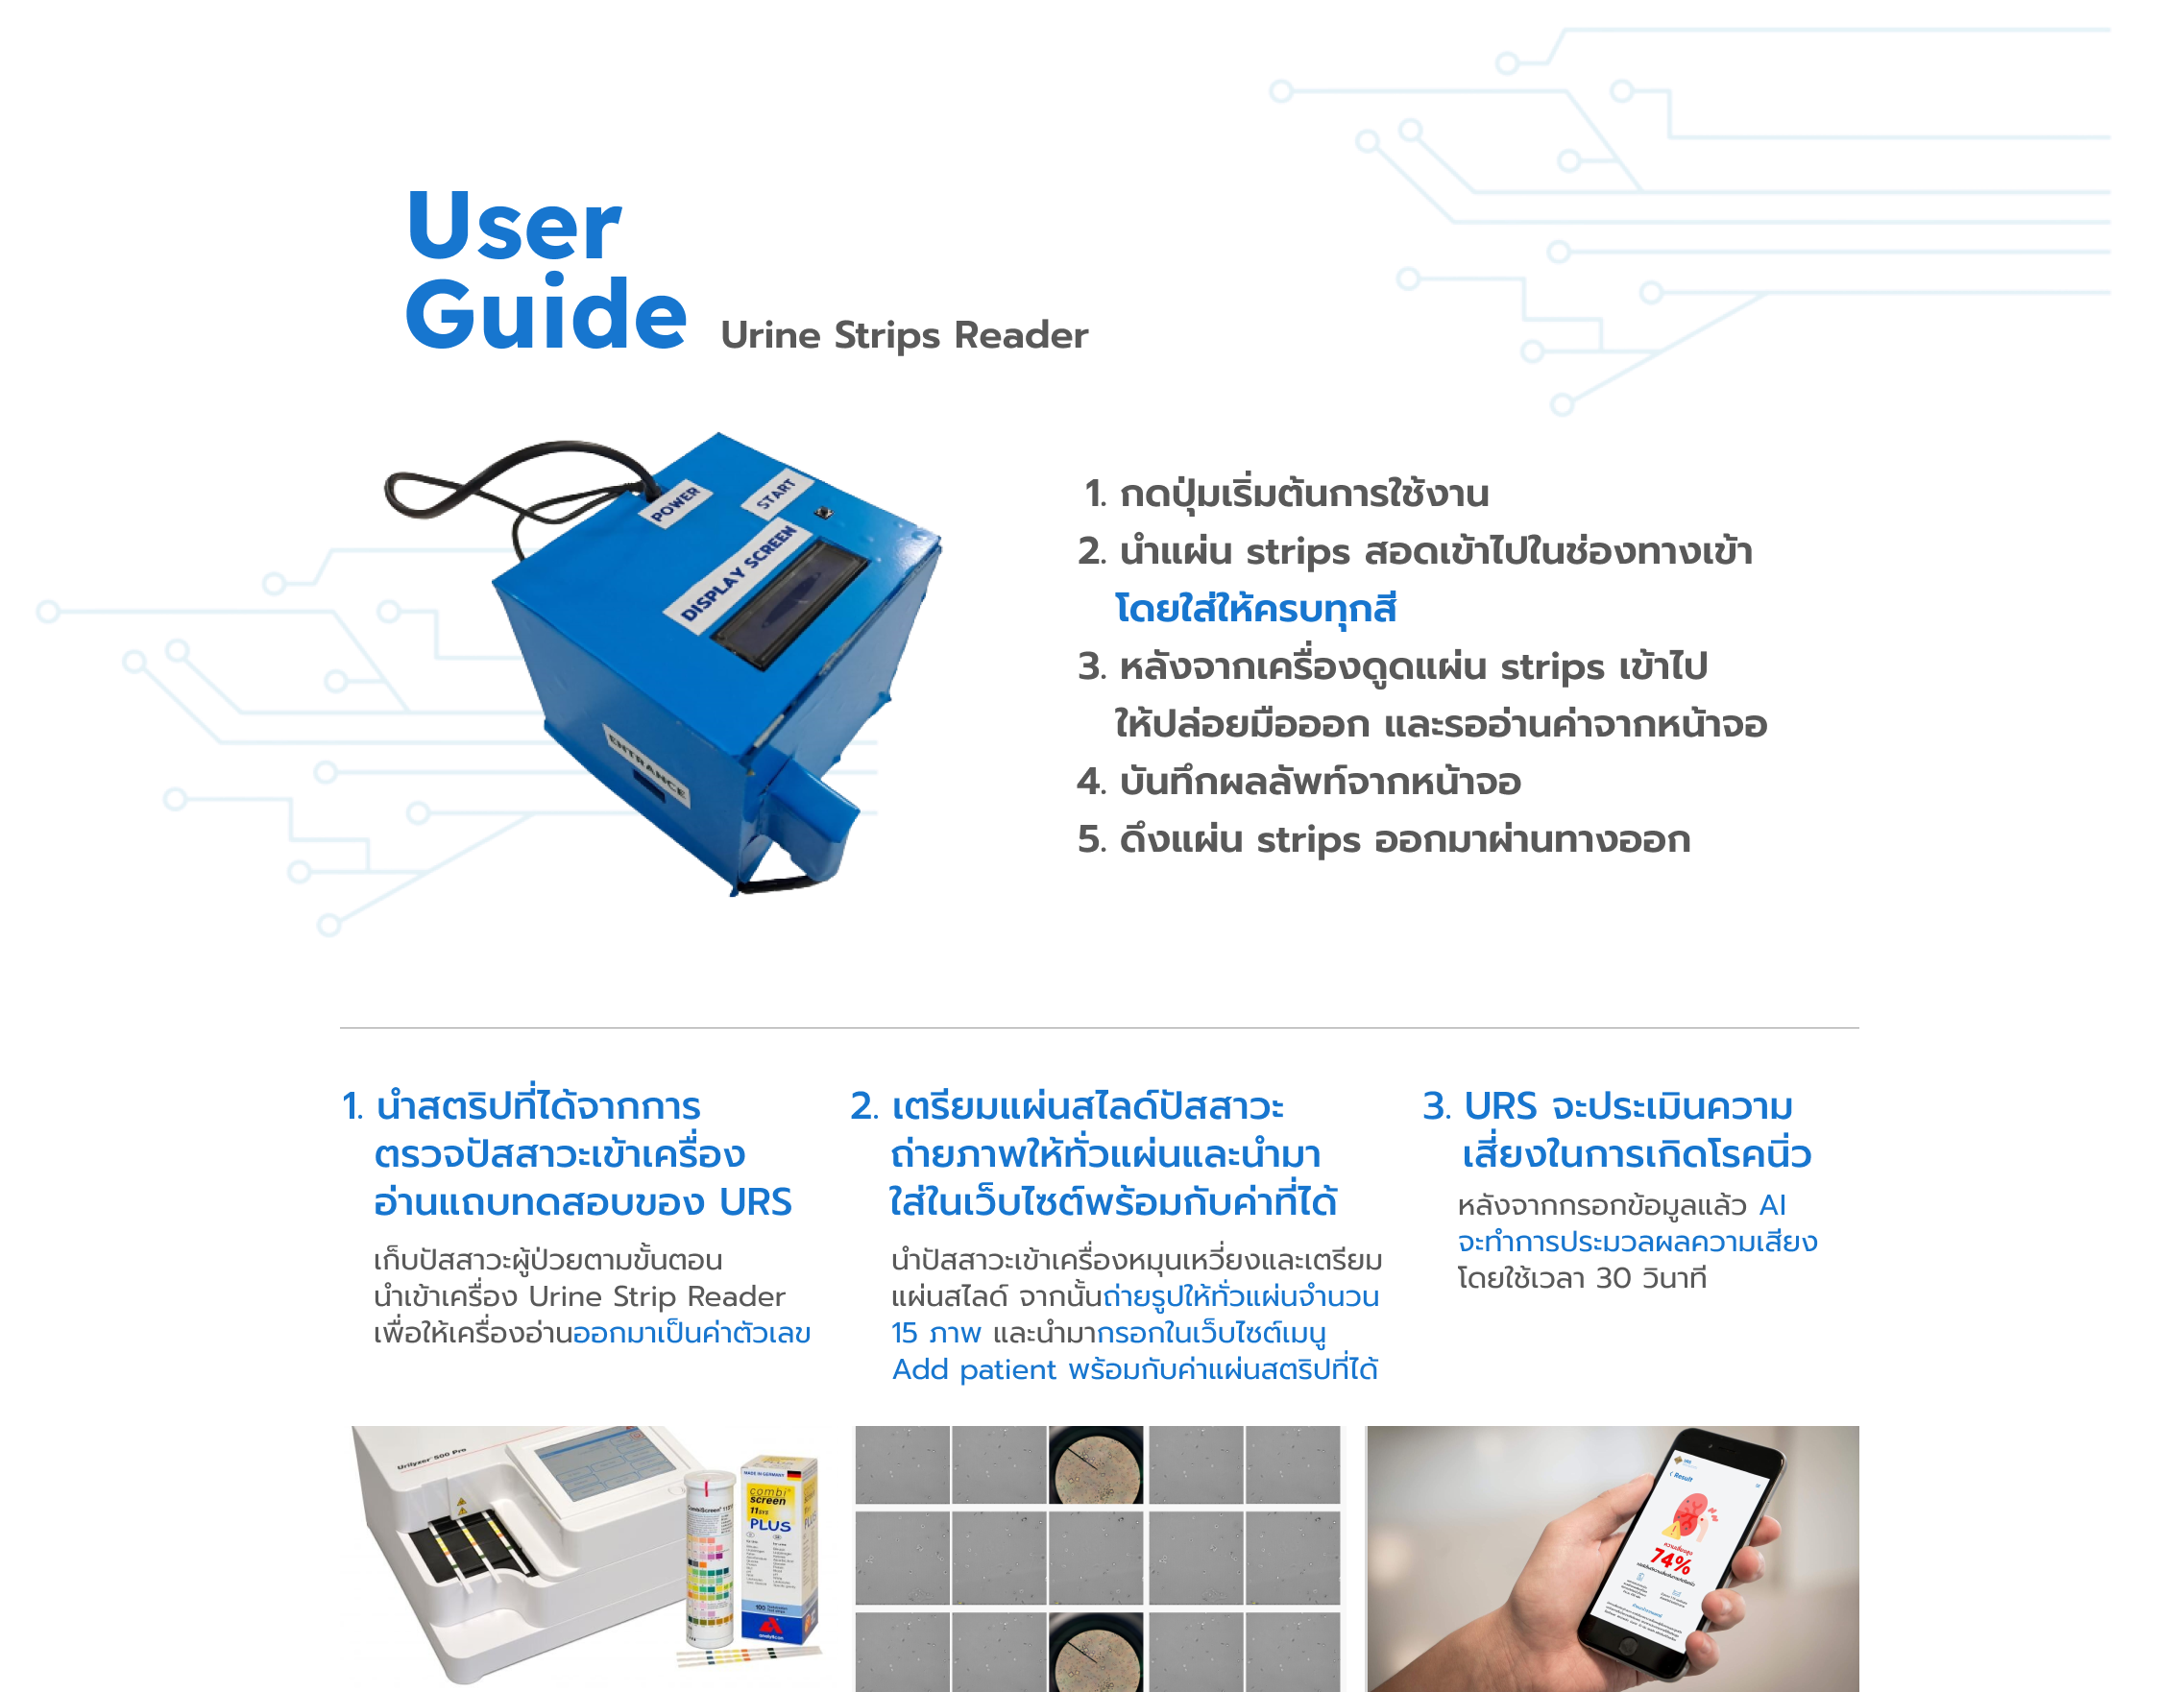 User
Guide
Urine Strips Reader
POWER
START
DISPLAY SCREEN
ENTRANCE
1. กดปุ่มเริ่มต้นการใช้งาน
2. นำแผ่น strips สอดเข้าไปในช่องทางเข้า
โดยใส่ให้ครบทุกสี
3. หลังจากเครื่องดูดแผ่น strips เข้าไป
ให้ปล่อยมือออก และรออ่านค่าจากหน้าจอ
4. บันทึกผลลัพท์จากหน้าจอ
5. ดึงแผ่น strips ออกมาผ่านทางออก
1. นำสตริปที่ได้จากการ
ตรวจปัสสาวะเข้าเครื่อง
อ่านแถบทดสอบของ URS
เก็บปัสสาวะผู้ป่วยตามขั้นตอน
นำเข้าเครื่อง Urine Strip Reader
เพื่อให้เครื่องอ่านออกมาเป็นค่าตัวเลข
2. เตรียมแผ่นสไลด์ปัสสาวะ
ถ่ายภาพให้ทั่วแผ่นและนำมา
ใส่ในเว็บไซต์พร้อมกับค่าที่ได้
นำปัสสาวะเข้าเครื่องหมุนเหวี่ยงและเตรียม
แผ่นสไลด์ จากนั้นถ่ายรูปให้ทั่วแผ่นจำนวน
15 ภาพ และนำมากรอกในเว็บไซต์เมนู
Add patient พร้อมกับค่าแผ่นสตริปที่ได้
3. URS จะประเมินความ
เสี่ยงในการเกิดโรคนิ่ว
หลังจากกรอกข้อมูลแล้ว AI
จะทำการประมวลผลความเสี่ยง
โดยใช้เวลา 30 วินาที
Urilyzer 500 Pro
MADE IN GERMANY
combi
screen
11SYS
PLUS
100
analyticon
URS
Result
ความเสี่ยงสูง
74%